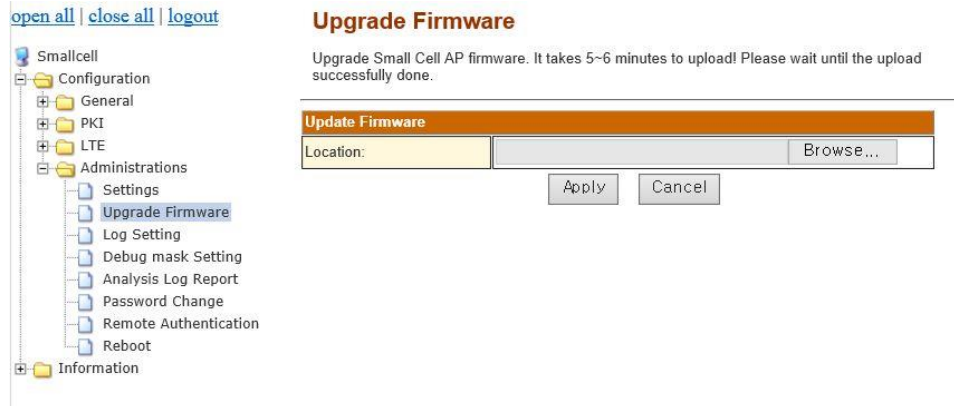 open all | close all | logout
Smallcell
Configuration
General
PKI
LTE
Administrations
Settings
Upgrade Firmware
Log Setting
Debug mask Setting
Analysis Log Report
Password Change
Remote Authentication
Reboot
Information
Upgrade Firmware
Upgrade Small Cell AP firmware. It takes 5~6 minutes to upload! Please wait until the upload
successfully done.
Update Firmware
Location: Browse...
Apply Cancel